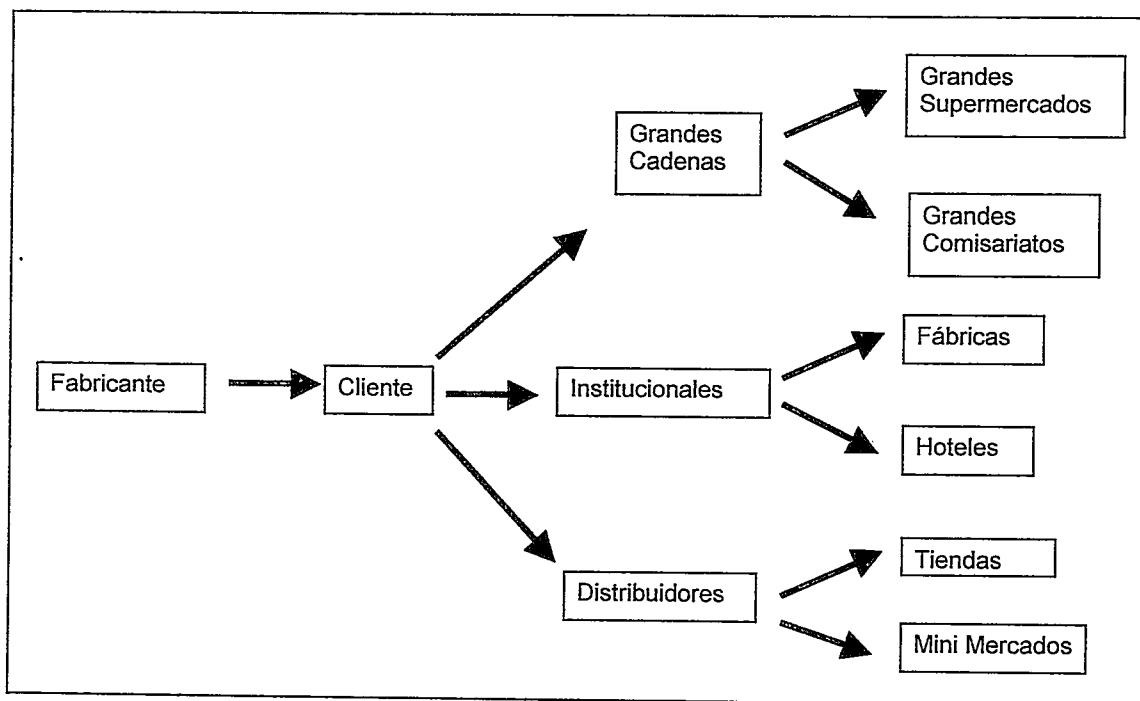 Grandes
Supermercados
Grandes
Cadenas
Grandes
Comisariatos
Fábricas
Fabricante
Cliente
Institucionales
Hoteles
Tiendas
Distribuidores
Mini Mercados